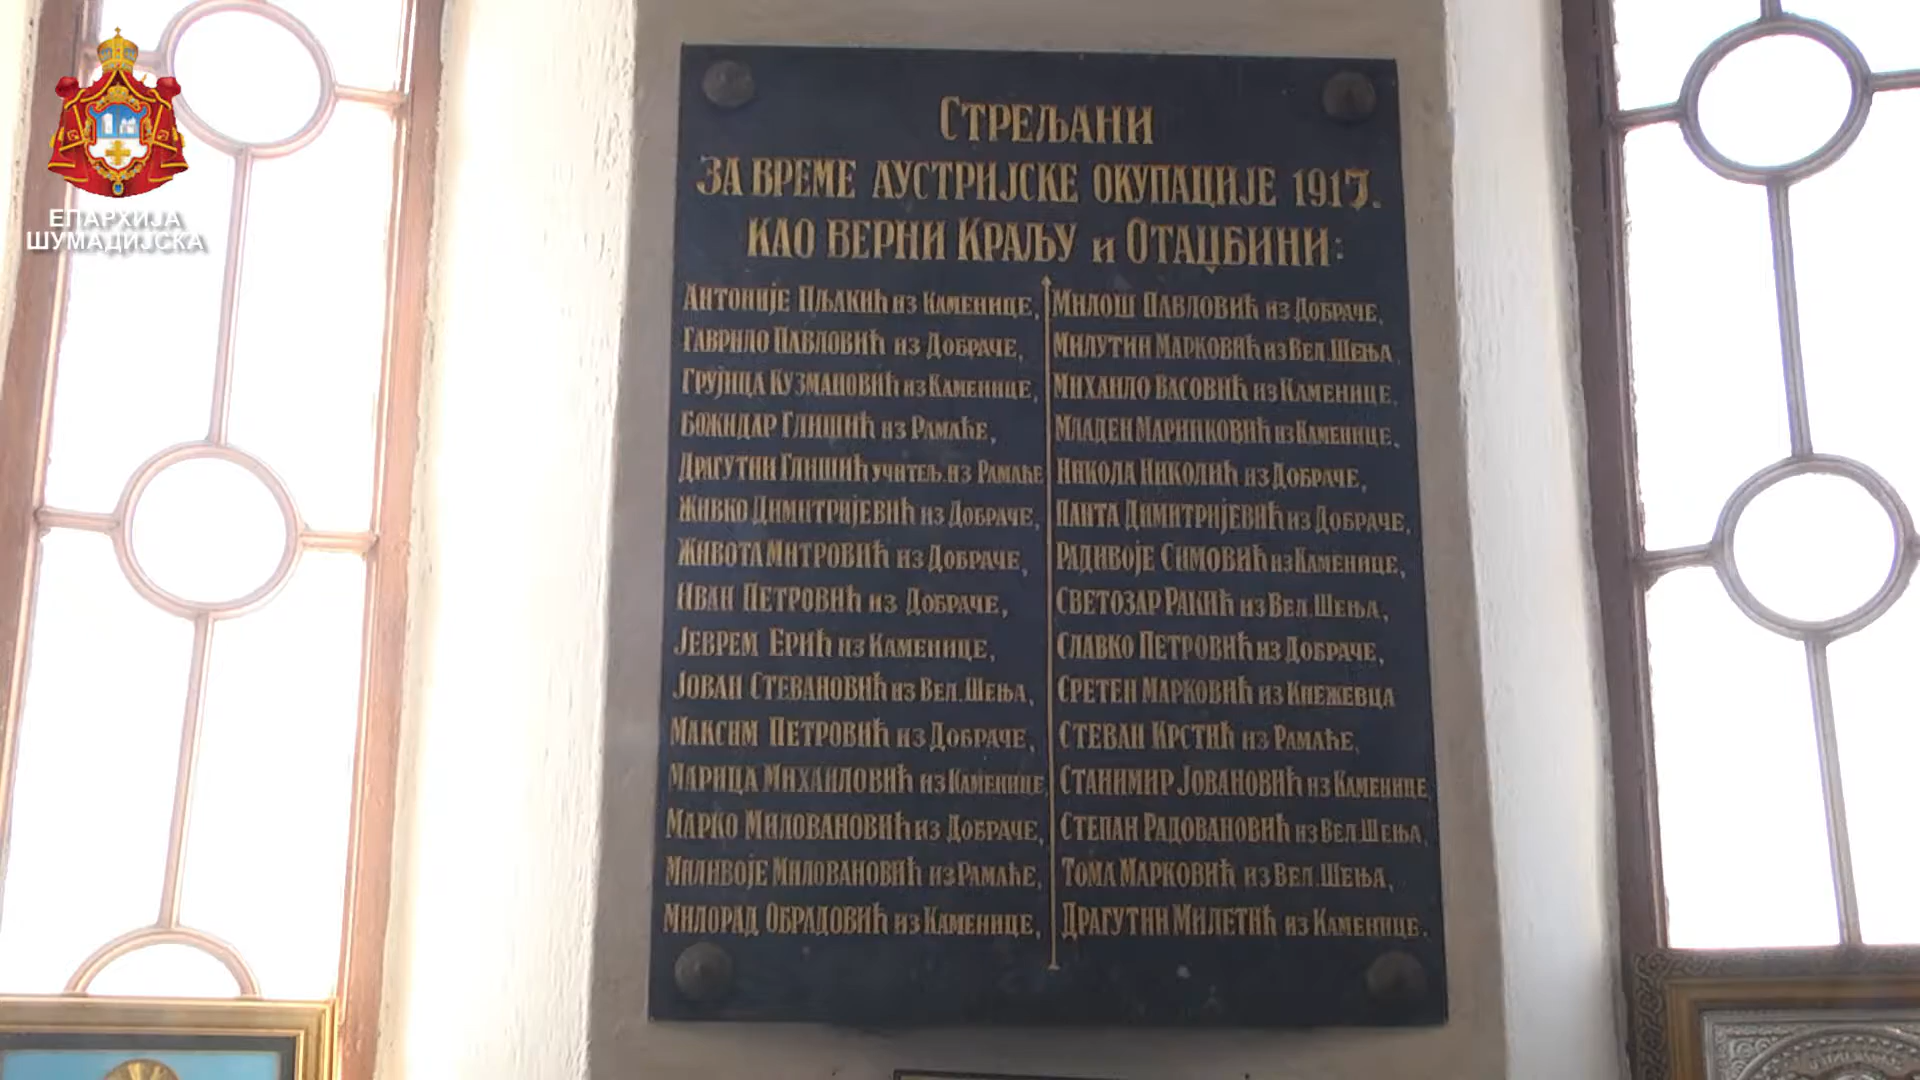 ЕПАРХИЈА
ШУМАДИЈСКА
СТРЕЉАНИ
ЗА ВРЕМЕ АУСТРИЈСКЕ ОКУПАЦИЈЕ 1917.
КАО ВЕРНИ КРАЉУ И ОТАЏБИНИ:
АНТОНИЈЕ ПЉАКИЋ ИЗ КАМЕНИЦЕ,
ГАВРИЛО ПАВЛОВИЋ ИЗ ДОБРАЧЕ,
ГРУЈИЦА КУЗМАНОВИЋ ИЗ КАМЕНИЦЕ,
БОЖИДАР ГЛИШИЋ ИЗ РАМАЋЕ,
ДРАГУТИН ГЛИШИЋ УЧИТЕЉ ИЗ РАМАЋЕ
ЖИВКО ДИМИТРИЈЕВИЋ ИЗ ДОБРАЧЕ,
ЖИВОТА МИТРОВИЋ ИЗ ДОБРАЧЕ,
ИВАН ПЕТРОВИЋ ИЗ ДОБРАЧЕ,
ЈЕВРЕМ ЕРИЋ ИЗ КАМЕНИЦЕ,
ЈОВАН СТЕВАНОВИЋ ИЗ ВЕЛ. ШЕЊА,
МАКСИМ ПЕТРОВИЋ ИЗ ДОБРАЧЕ,
МАРИЦА МИХАИЛОВИЋ ИЗ КАМЕНИЦЕ,
МАРКО МИЛОВАНОВИЋ ИЗ ДОБРАЧЕ,
МИЛИВОЈЕ МИЛОВАНОВИЋ ИЗ РАМАЋЕ,
МИЛОРАД ОБРАДОВИЋ ИЗ КАМЕНИЦЕ,
МИЛОШ ПАВЛОВИЋ ИЗ ДОБРАЧЕ,
МИЛУТИН МАРКОВИЋ ИЗ ВЕЛ. ШЕЊА,
МИХАИЛО ВАСОВИЋ ИЗ КАМЕНИЦЕ,
МЛАДЕН МАРИНКОВИЋ ИЗ КАМЕНИЦЕ,
НИКОЛА НИКОЛИЋ ИЗ ДОБРАЧЕ,
ПАНТА ДИМИТРИЈЕВИЋ ИЗ ДОБРАЧЕ,
РАДИВОЈЕ СИМОВИЋ ИЗ КАМЕНИЦЕ,
СВЕТОЗАР РАКИЋ ИЗ ВЕЛ. ШЕЊА,
СЛАВКО ПЕТРОВИЋ ИЗ ДОБРАЧЕ,
СРЕТЕН МАРКОВИЋ ИЗ КНЕЖЕВЦА
СТЕВАН КРСТИЋ ИЗ РАМАЋЕ,
СТАНИМИР ЈОВАНОВИЋ ИЗ КАМЕНИЦЕ,
СТЕПАН РАДОВАНОВИЋ ИЗ ВЕЛ. ШЕЊА,
ТОМА МАРКОВИЋ ИЗ ВЕЛ. ШЕЊА,
ДРАГУТИН МИЛЕТИЋ ИЗ КАМЕНИЦЕ.